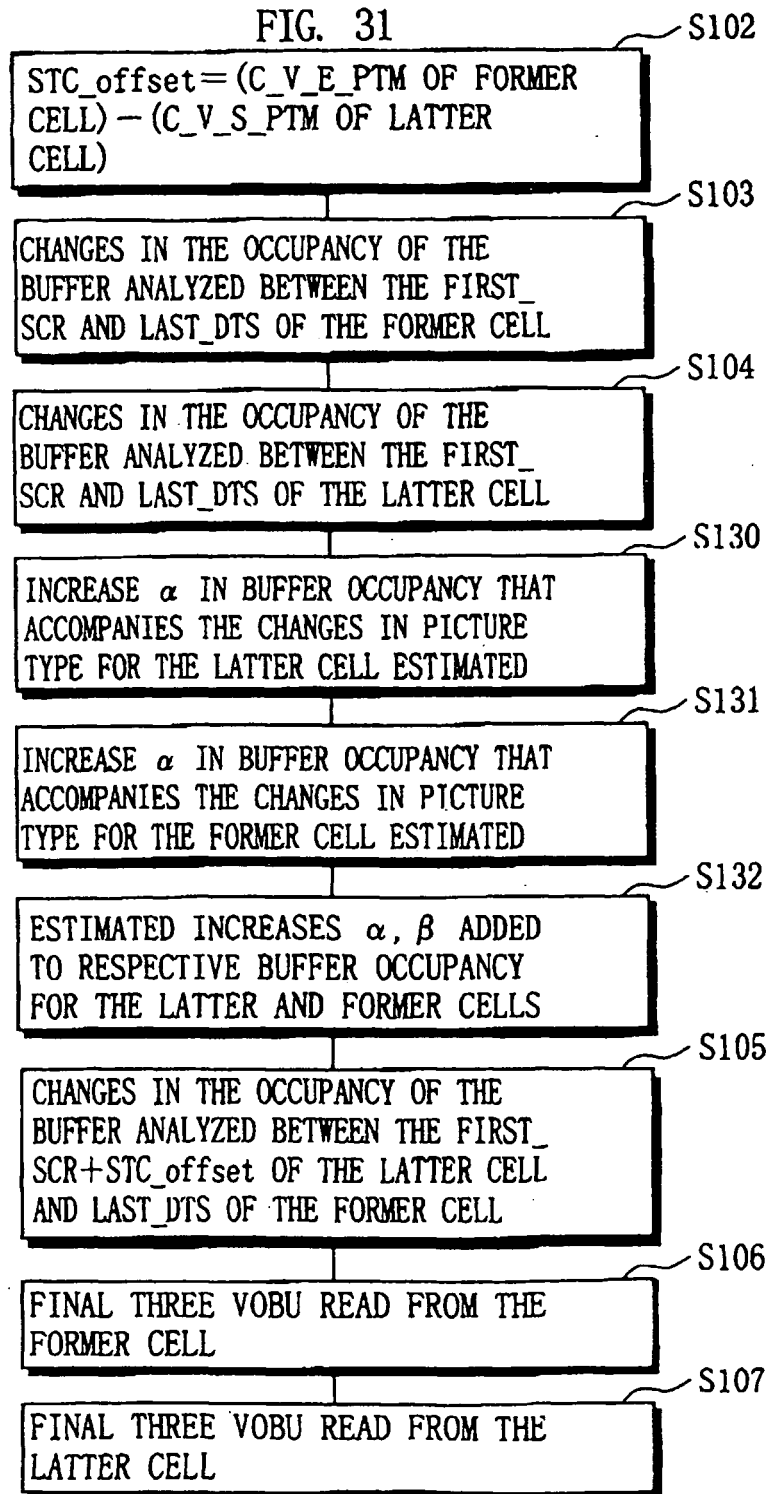 FIG. 31
S102
STC_offset=(C_V_E_PTM OF FORMER
CELL)-(C_V_S_PTM OF LATTER
CELL)
S103
CHANGES IN THE OCCUPANCY OF THE
BUFFER ANALYZED BETWEEN THE FIRST_
SCR AND LAST_DTS OF THE FORMER CELL
S104
CHANGES IN THE OCCUPANCY OF THE
BUFFER ANALYZED BETWEEN THE FIRST_
SCR AND LAST_DTS OF THE LATTER CELL
S130
INCREASE α IN BUFFER OCCUPANCY THAT
ACCOMPANIES THE CHANGES IN PICTURE
TYPE FOR THE LATTER CELL ESTIMATED
S131
INCREASE α IN BUFFER OCCUPANCY THAT
ACCOMPANIES THE CHANGES IN PICTURE
TYPE FOR THE FORMER CELL ESTIMATED
S132
ESTIMATED INCREASES α, β ADDED
TO RESPECTIVE BUFFER OCCUPANCY
FOR THE LATTER AND FORMER CELLS
S105
CHANGES IN THE OCCUPANCY OF THE
BUFFER ANALYZED BETWEEN THE FIRST_
SCR+STC_offset OF THE LATTER CELL
AND LAST_DTS OF THE FORMER CELL
S106
FINAL THREE VOBU READ FROM THE
FORMER CELL
S107
FINAL THREE VOBU READ FROM THE
LATTER CELL